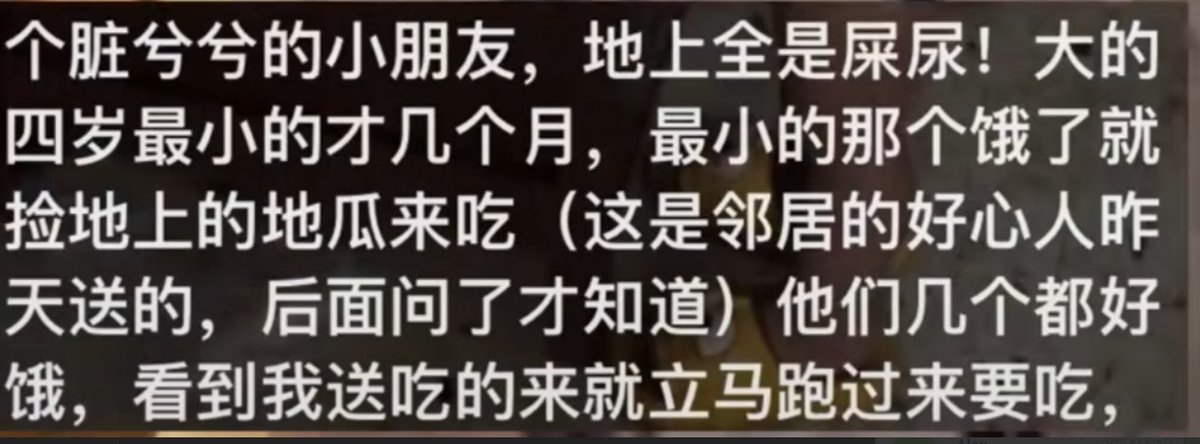 个脏兮兮的小朋友，地上全是屎尿！大的
四岁最小的才几个月，最小的那个饿了就
捡地上的地瓜来吃（这是邻居的好心人昨
天送的，后面问了才知道）他们几个都好
饿，看到我送吃的来就立马跑过来要吃，